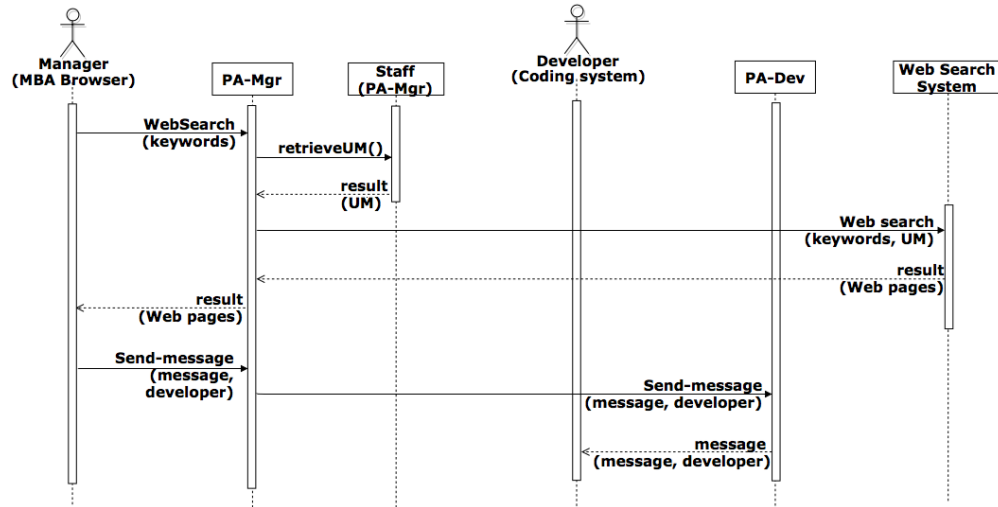 Manager
(MBA Browser)
PA-Mgr
Staff
(PA-Mgr)
Developer
(Coding system)
PA-Dev
Web Search
System
WebSearch
(keywords)
retrieveUM()
result
(UM)
Web search
(keywords, UM)
result
(Web pages)
result
(Web pages)
Send-message
(message,
developer)
Send-message
(message, developer)
message
(message, developer)